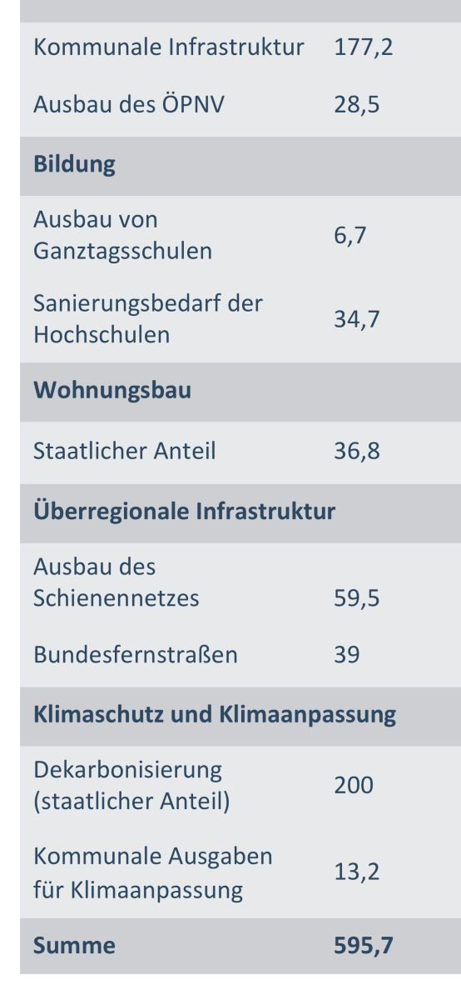 Kommunale Infrastruktur 177,2
Ausbau des ÖPNV 28,5
Bildung
Ausbau von
Ganztagsschulen 6,7
Sanierungsbedarf der
Hochschulen 34,7
Wohnungsbau
Staatlicher Anteil 36,8
Überregionale Infrastruktur
Ausbau des
Schienennetzes 59,5
Bundesfernstraßen 39
Klimaschutz und Klimaanpassung
Dekarbonisierung
(staatlicher Anteil) 200
Kommunale Ausgaben
für Klimaanpassung 13,2
Summe 595,7